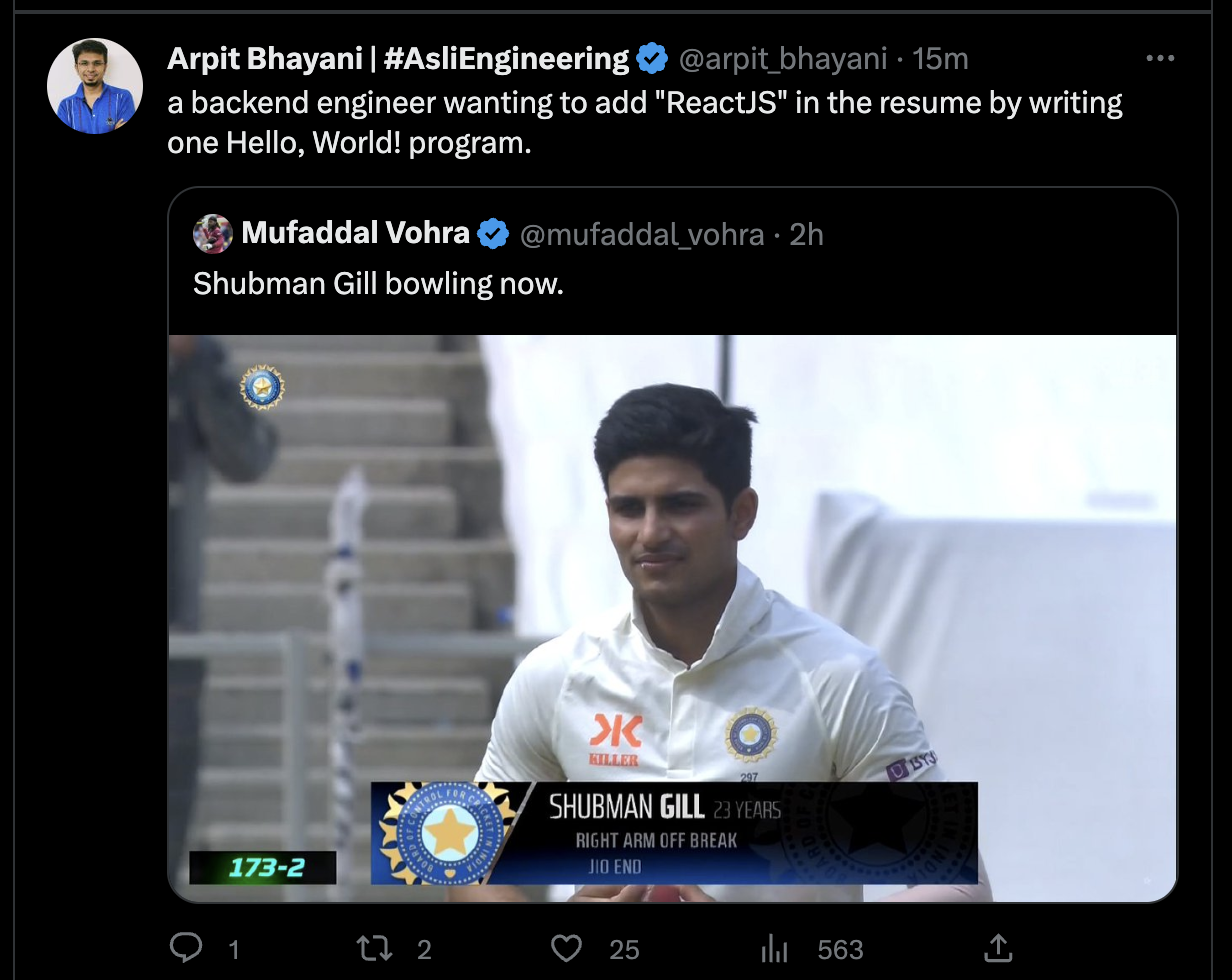 Arpit Bhayani | #AsliEngineering @arpit_bhayani · 15m
a backend engineer wanting to add "ReactJS" in the resume by writing
one Hello, World! program.
Mufaddal Vohra @mufaddal_vohra · 2h
Shubman Gill bowling now.
KILLER
297
SHUBMAN GILL 23 YEARS
RIGHT ARM OFF BREAK
JIO END
173-2
1 2 25 563